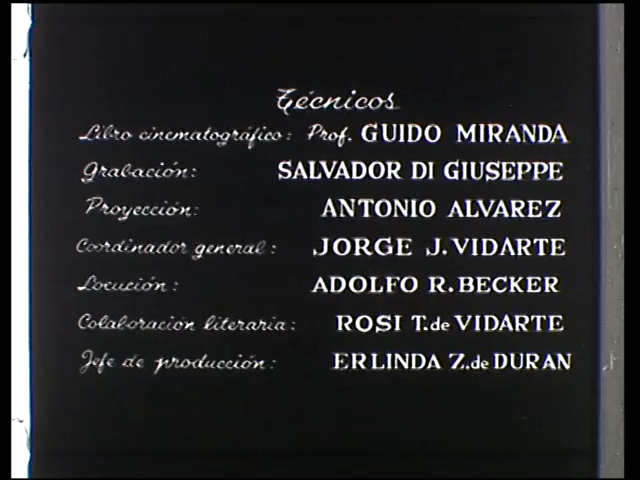 Técnicos
Libro cinematográfico: Prof. GUIDO MIRANDA
Grabación: SALVADOR DI GIUSEPPE
Proyección: ANTONIO ALVAREZ
Coordinador general: JORGE J. VIDARTE
Locución: ADOLFO R. BECKER
Colaboración literaria: ROSI T. de VIDARTE
Jefe de producción: ERLINDA Z. de DURAN